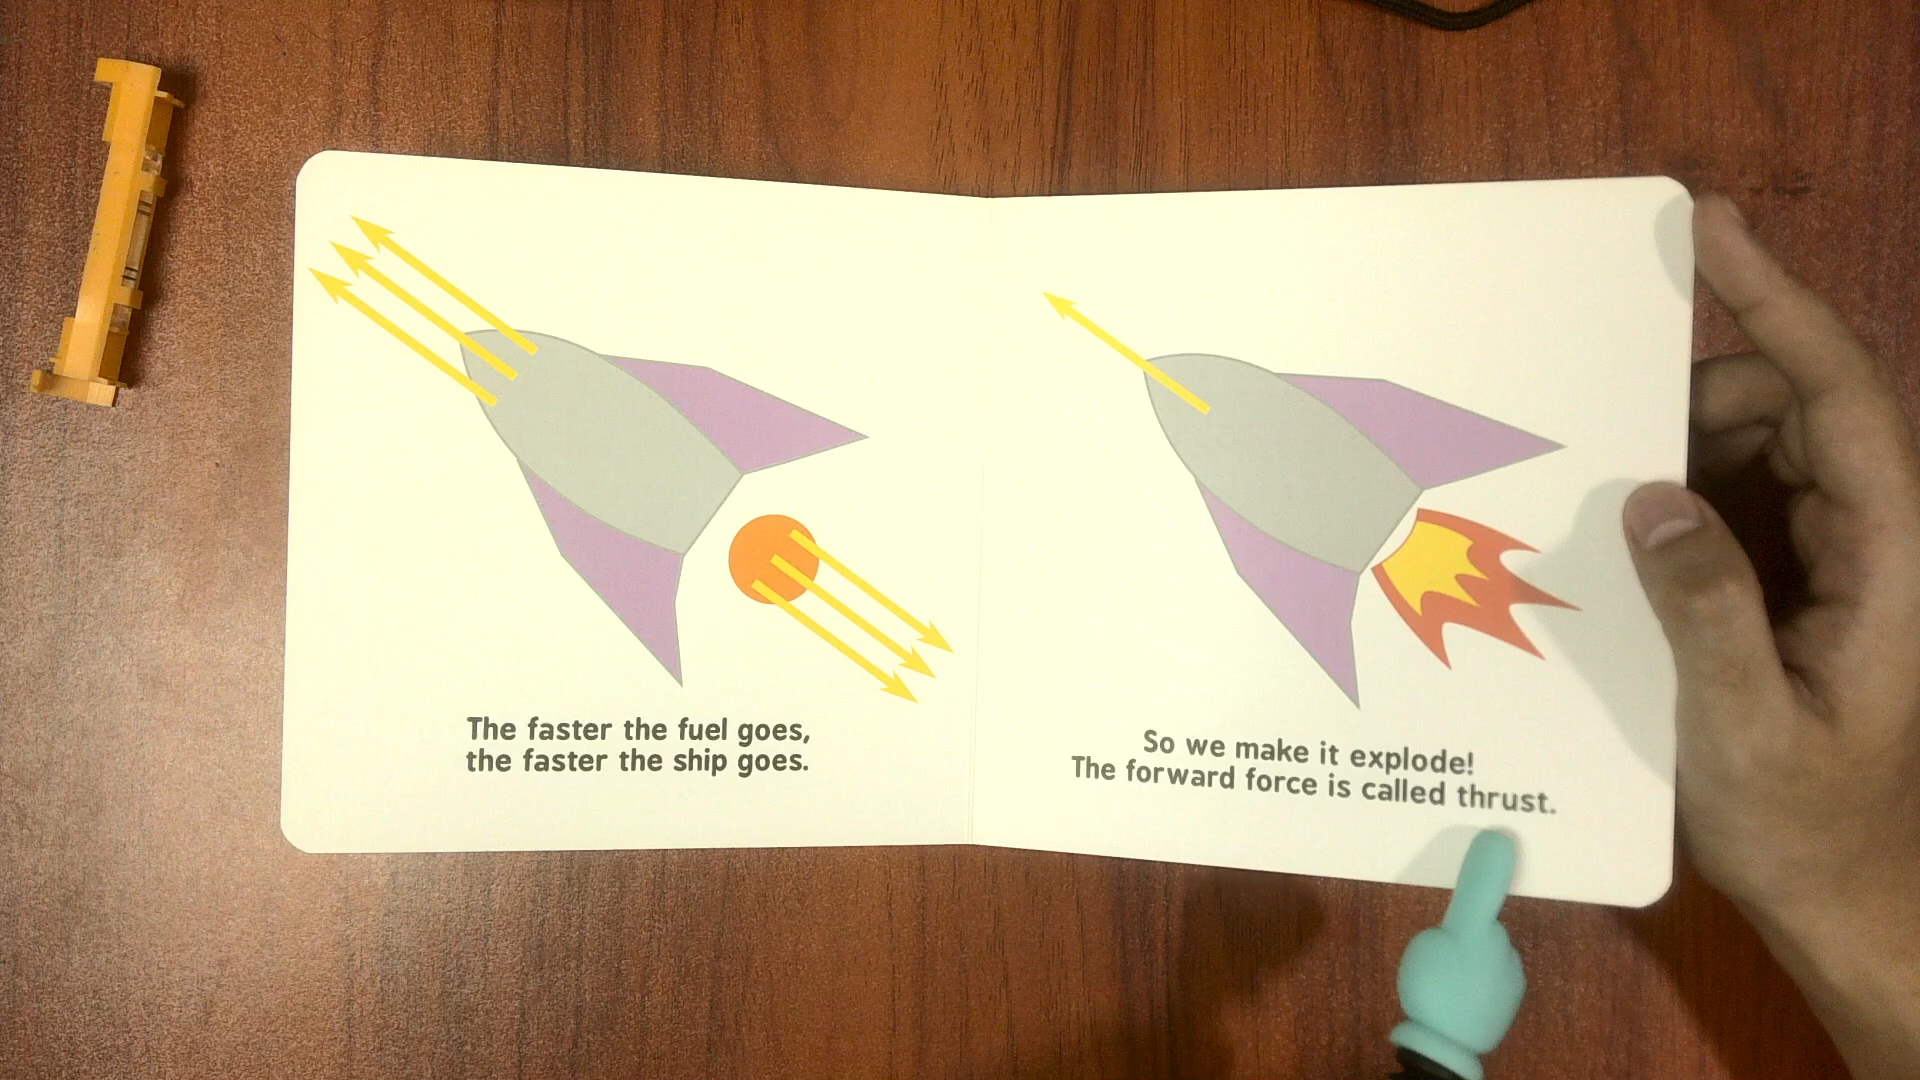 The faster the fuel goes,
the faster the ship goes.
So we make it explode!
The forward force is called thrust.